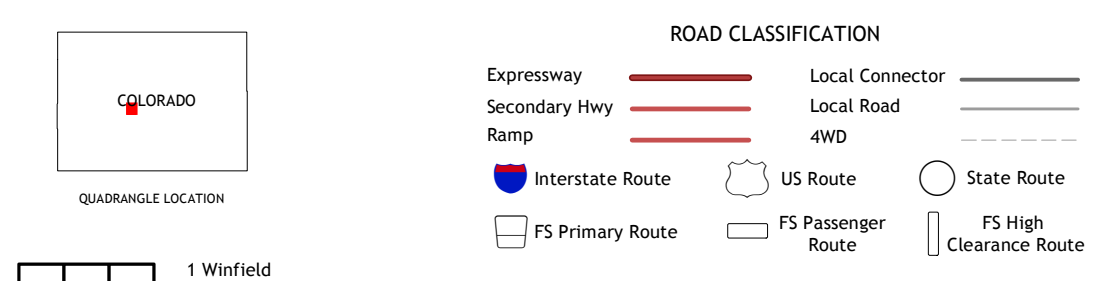 COLORADO
QUADRANGLE LOCATION
1 Winfield
ROAD CLASSIFICATION
Expressway
Local Connector
Secondary Hwy
Local Road
Ramp
4WD
Interstate Route
US Route
State Route
FS Primary Route
FS Passenger
Route
FS High
Clearance Route